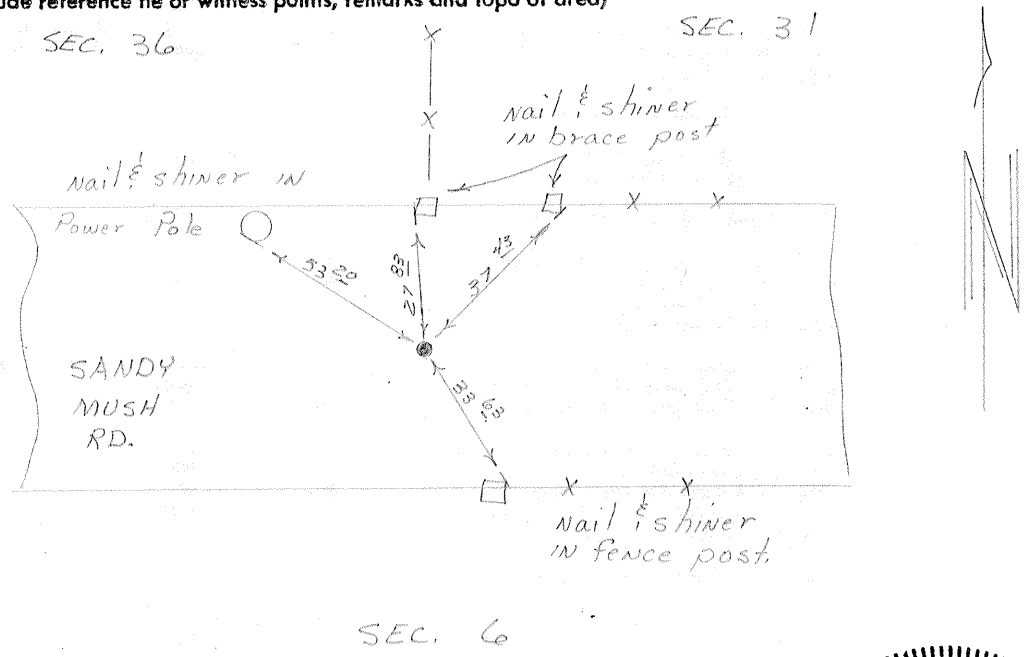 ude reference tie or witness points, remarks and topo of area)
SEC. 36
SEC. 31
Nail & shiner
IN brace post
Nail & shiner IN
Power Pole
53 20
27 83
37 43
SANDY
MUSH
RD.
33 63
Nail & shiner
IN fence post.
SEC. 6
N